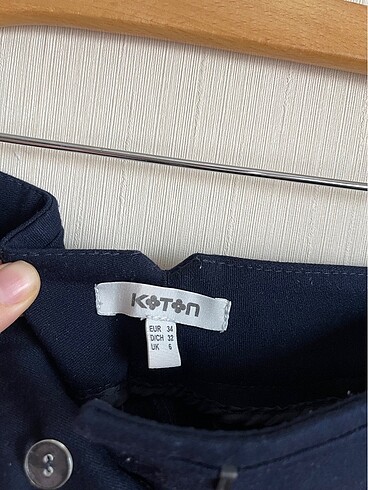 KOTON
EUR 34
D/CH 32
UK 6